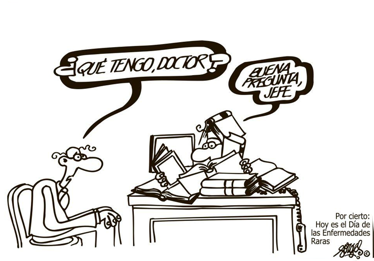 ¿QUÉ TENGO, DOCTOR?
BUENA
PREGUNTA,
JEFE
Por cierto:
Hoy es el Día de
las Enfermedades
Raras